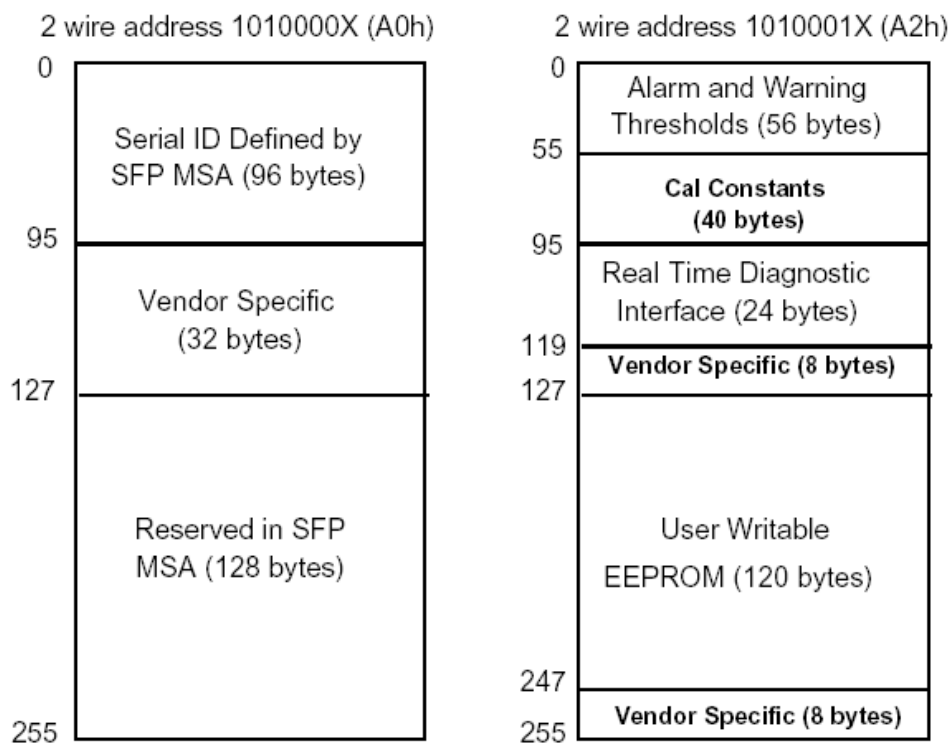 2 wire address 1010000X (A0h)
0
Serial ID Defined by
SFP MSA (96 bytes)
95
Vendor Specific
(32 bytes)
127
Reserved in SFP
MSA (128 bytes)
255
2 wire address 1010001X (A2h)
0
Alarm and Warning
Thresholds (56 bytes)
55
Cal Constants
(40 bytes)
95
Real Time Diagnostic
Interface (24 bytes)
119
Vendor Specific (8 bytes)
127
User Writable
EEPROM (120 bytes)
247
Vendor Specific (8 bytes)
255